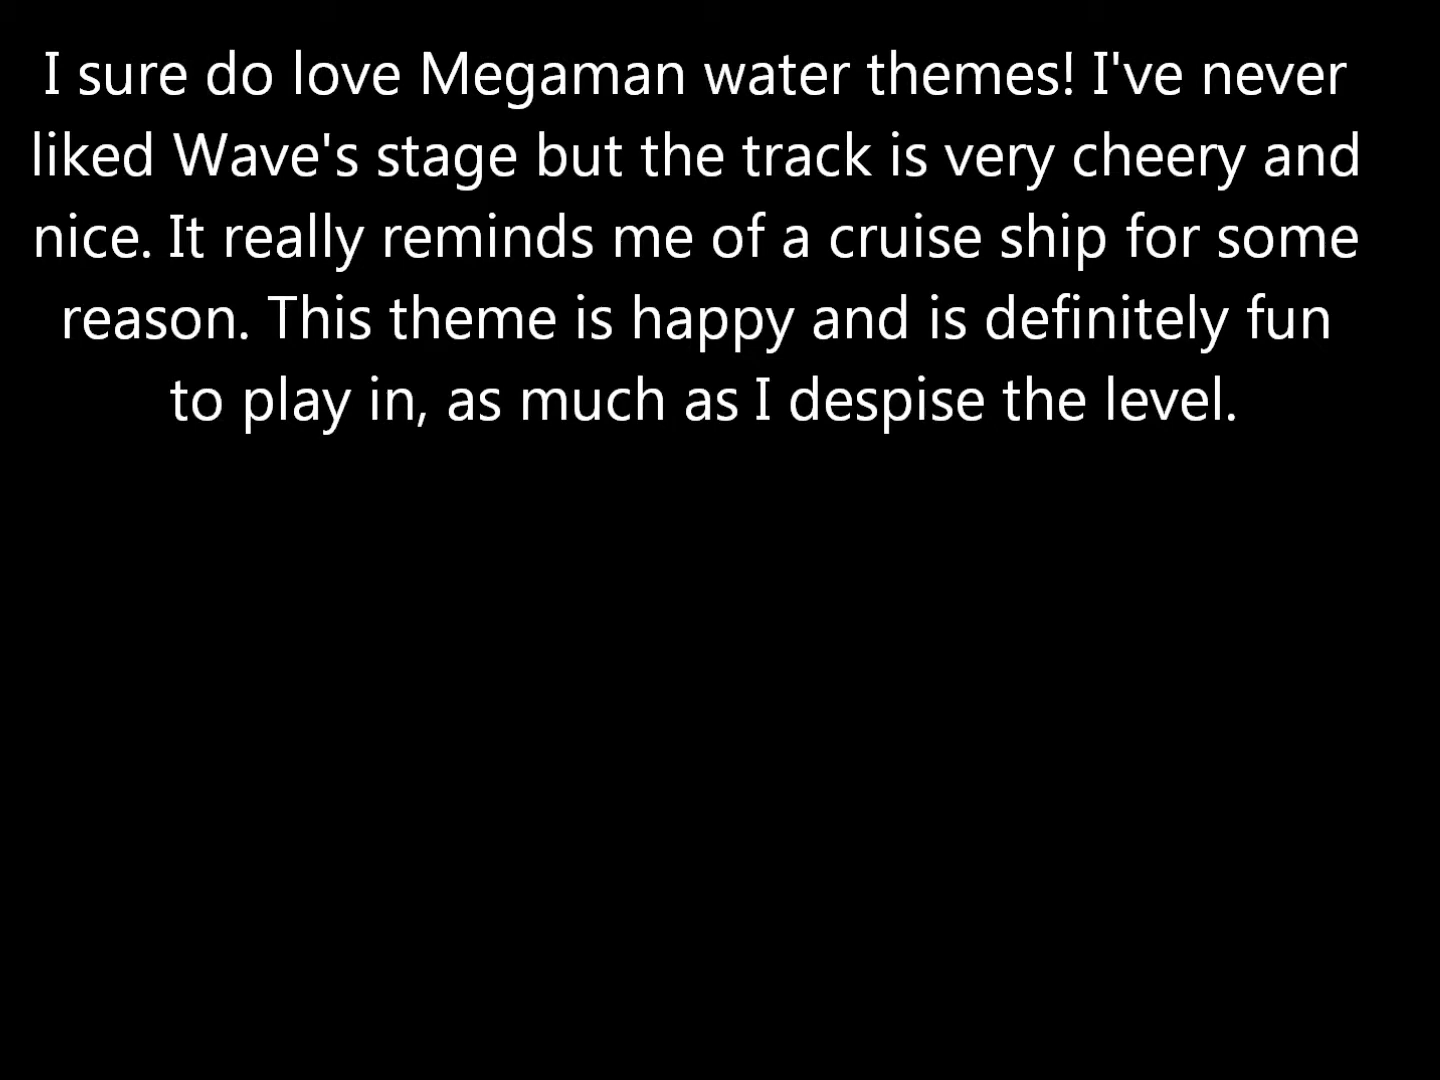 I sure do love Megaman water themes! I've never
liked Wave's stage but the track is very cheery and
nice. It really reminds me of a cruise ship for some
reason. This theme is happy and is definitely fun
to play in, as much as I despise the level.